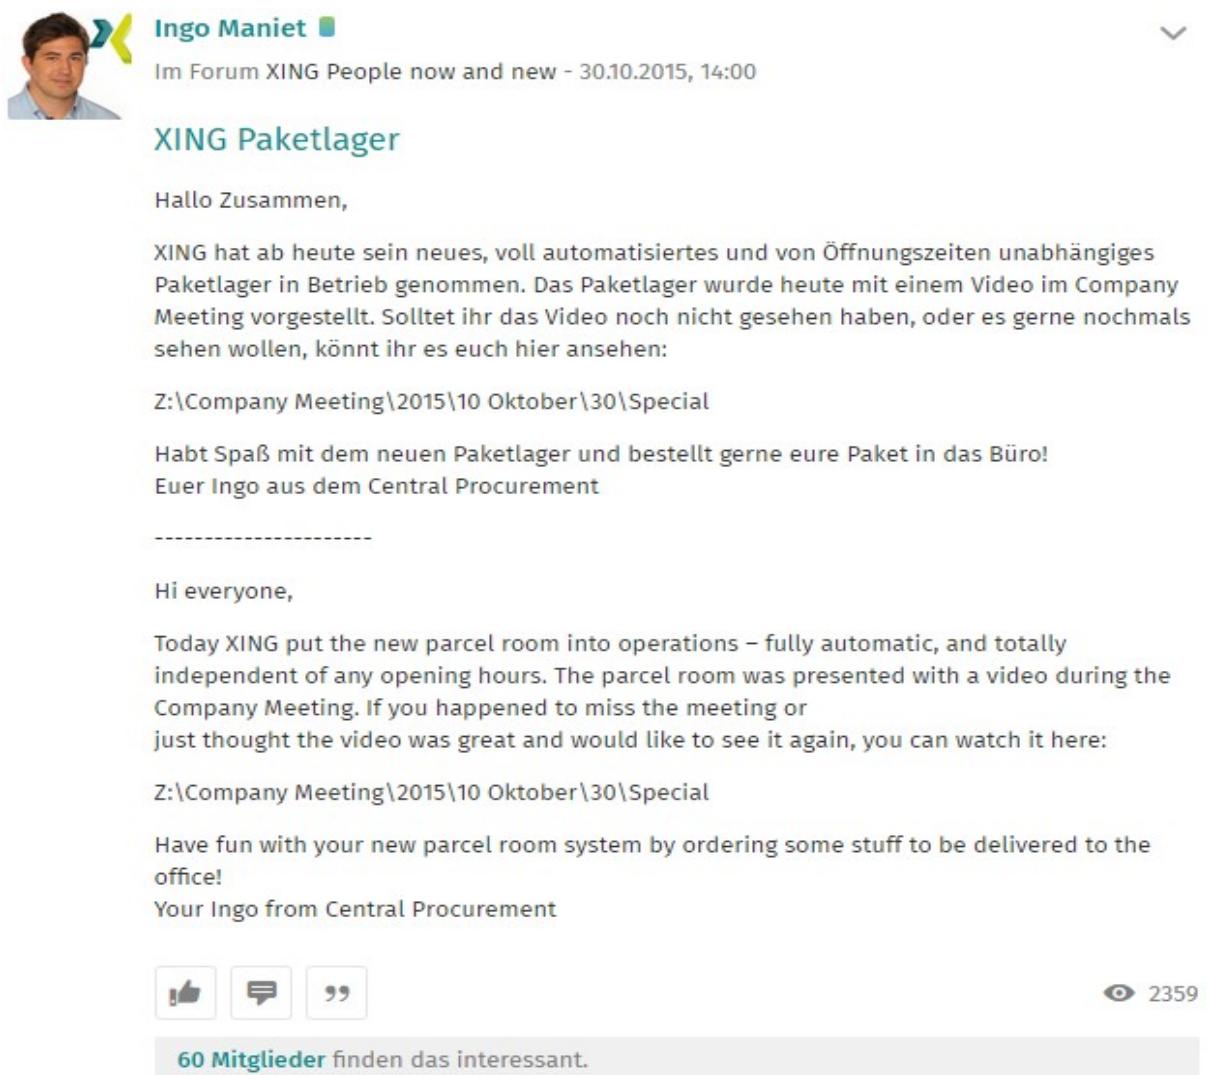 Ingo Maniet
Im Forum XING People now and new - 30.10.2015, 14:00
XING Paketlager
Hallo Zusammen,
XING hat ab heute sein neues, voll automatisiertes und von Öffnungszeiten unabhängiges
Paketlager in Betrieb genommen. Das Paketlager wurde heute mit einem Video im Company
Meeting vorgestellt. Solltet ihr das Video noch nicht gesehen haben, oder es gerne nochmals
sehen wollen, könnt ihr es euch hier ansehen:
Z:\Company Meeting\2015\10 Oktober\30\Special
Habt Spaß mit dem neuen Paketlager und bestellt gerne eure Paket in das Büro!
Euer Ingo aus dem Central Procurement
----------------------
Hi everyone,
Today XING put the new parcel room into operations – fully automatic, and totally
independent of any opening hours. The parcel room was presented with a video during the
Company Meeting. If you happened to miss the meeting or
just thought the video was great and would like to see it again, you can watch it here:
Z:\Company Meeting\2015\10 Oktober\30\Special
Have fun with your new parcel room system by ordering some stuff to be delivered to the
office!
Your Ingo from Central Procurement
2359
60 Mitglieder finden das interessant.